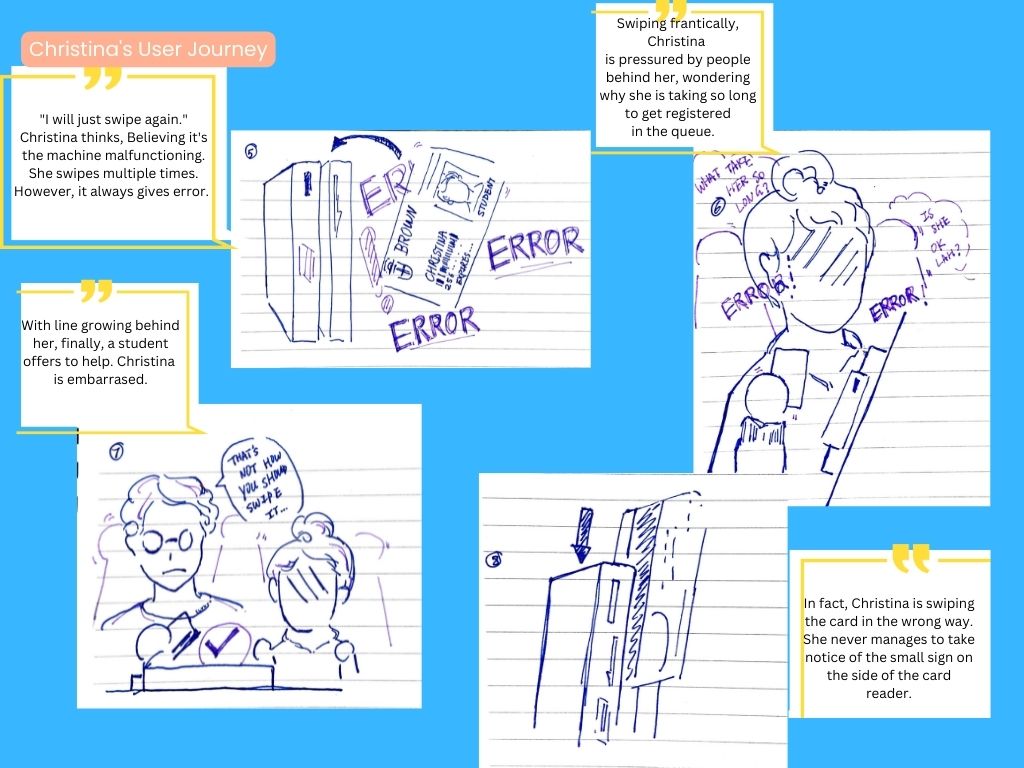 Christina's User Journey
"I will just swipe again."
Christina thinks, Believing it's
the machine malfunctioning.
She swipes multiple times.
However, it always gives error.
5
ER
BROWN
CHRISTINA
EXPIRES...
STUDENT
ERROR
ERROR
Swiping frantically,
Christina
is pressured by people
behind her, wondering
why she is taking so long
to get registered
in the queue.
WHAT TAKE
HER SO
LONG?
6
IS
SHE
OK
LAH?
ERROR!
ERROR!
With line growing behind
her, finally, a student
offers to help. Christina
is embarrased.
7
THAT'S
NOT HOW
YOU SHOULD
SWIPE
IT...
8
In fact, Christina is swiping
the card in the wrong way.
She never manages to take
notice of the small sign on
the side of the card
reader.